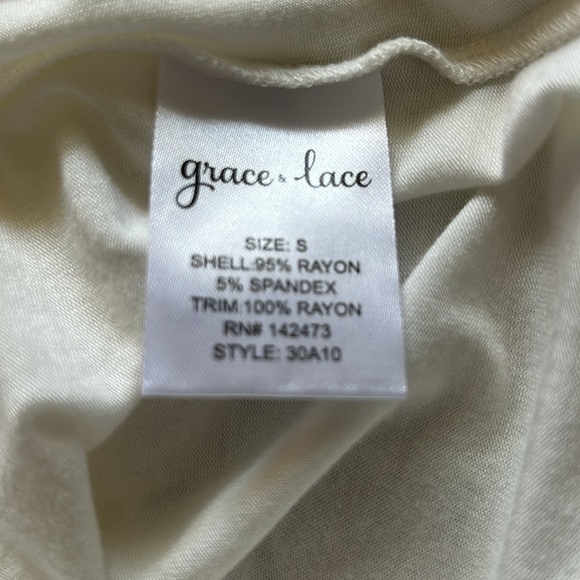 grace & lace
SIZE: S
SHELL:95% RAYON
5% SPANDEX
TRIM:100% RAYON
RN# 142473
STYLE: 30A10